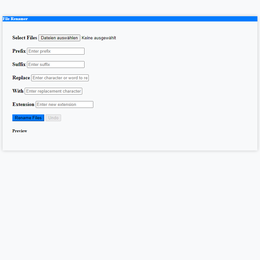 File Renamer
Select Files Dateien auswählen Keine ausgewählt
Prefix Enter prefix
Suffix Enter suffix
Replace Enter character or word to re
With Enter replacement character
Extension Enter new extension
Rename Files
Preview